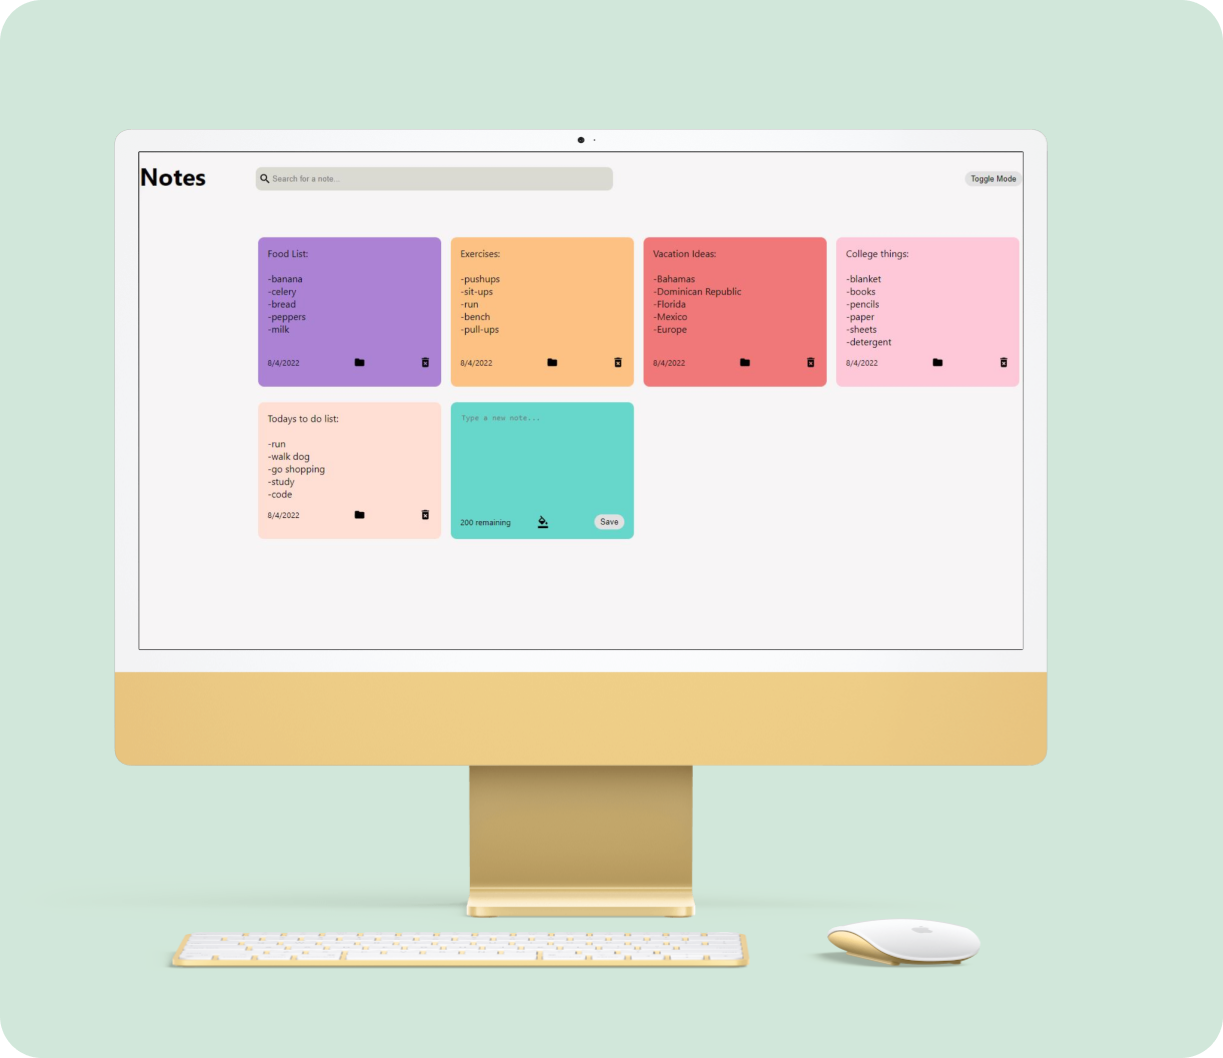 Notes
Search for a note...
Toggle Mode
Food List:
-banana
-celery
-bread
-peppers
-milk
8/4/2022
Exercises:
-pushups
-sit-ups
-run
-bench
-pull-ups
8/4/2022
Vacation Ideas:
-Bahamas
-Dominican Republic
-Florida
-Mexico
-Europe
8/4/2022
College things:
-blanket
-books
-pencils
-paper
-sheets
-detergent
8/4/2022
Todays to do list:
-run
-walk dog
-go shopping
-study
-code
8/4/2022
Type a new note...
200 remaining
Save